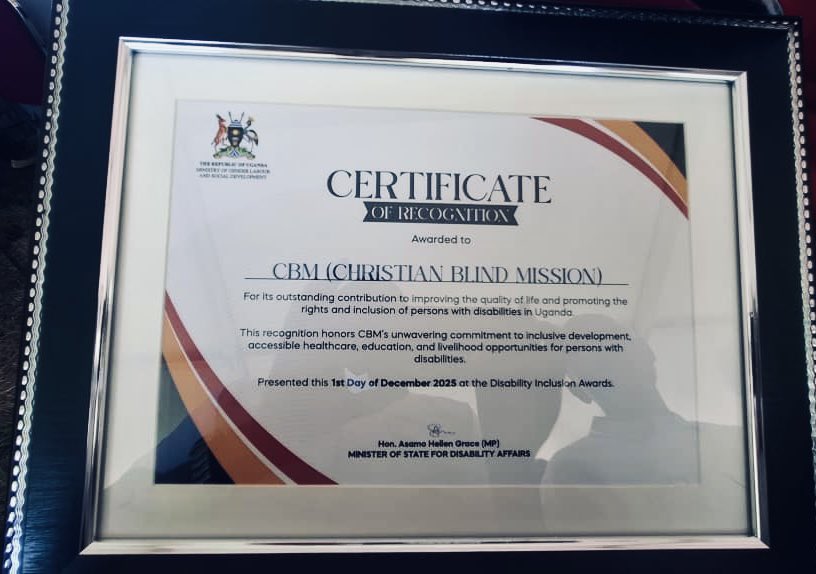 THE REPUBLIC OF UGANDA
MINISTRY OF GENDER LABOUR
AND SOCIAL DEVELOPMENT
CERTIFICATE
OF RECOGNITION
Awarded to
CBM (CHRISTIAN BLIND MISSION)
For its outstanding contribution to improving the quality of life and promoting the
rights and inclusion of persons with disabilities in Uganda.
This recognition honors CBM's unwavering commitment to inclusive development,
accessible healthcare, education, and livelihood opportunities for persons with
disabilities.
Presented this 1st Day of December 2025 at the Disability Inclusion Awards.
Hon. Asamo Hellen Grace (MP)
MINISTER OF STATE FOR DISABILITY AFFAIRS